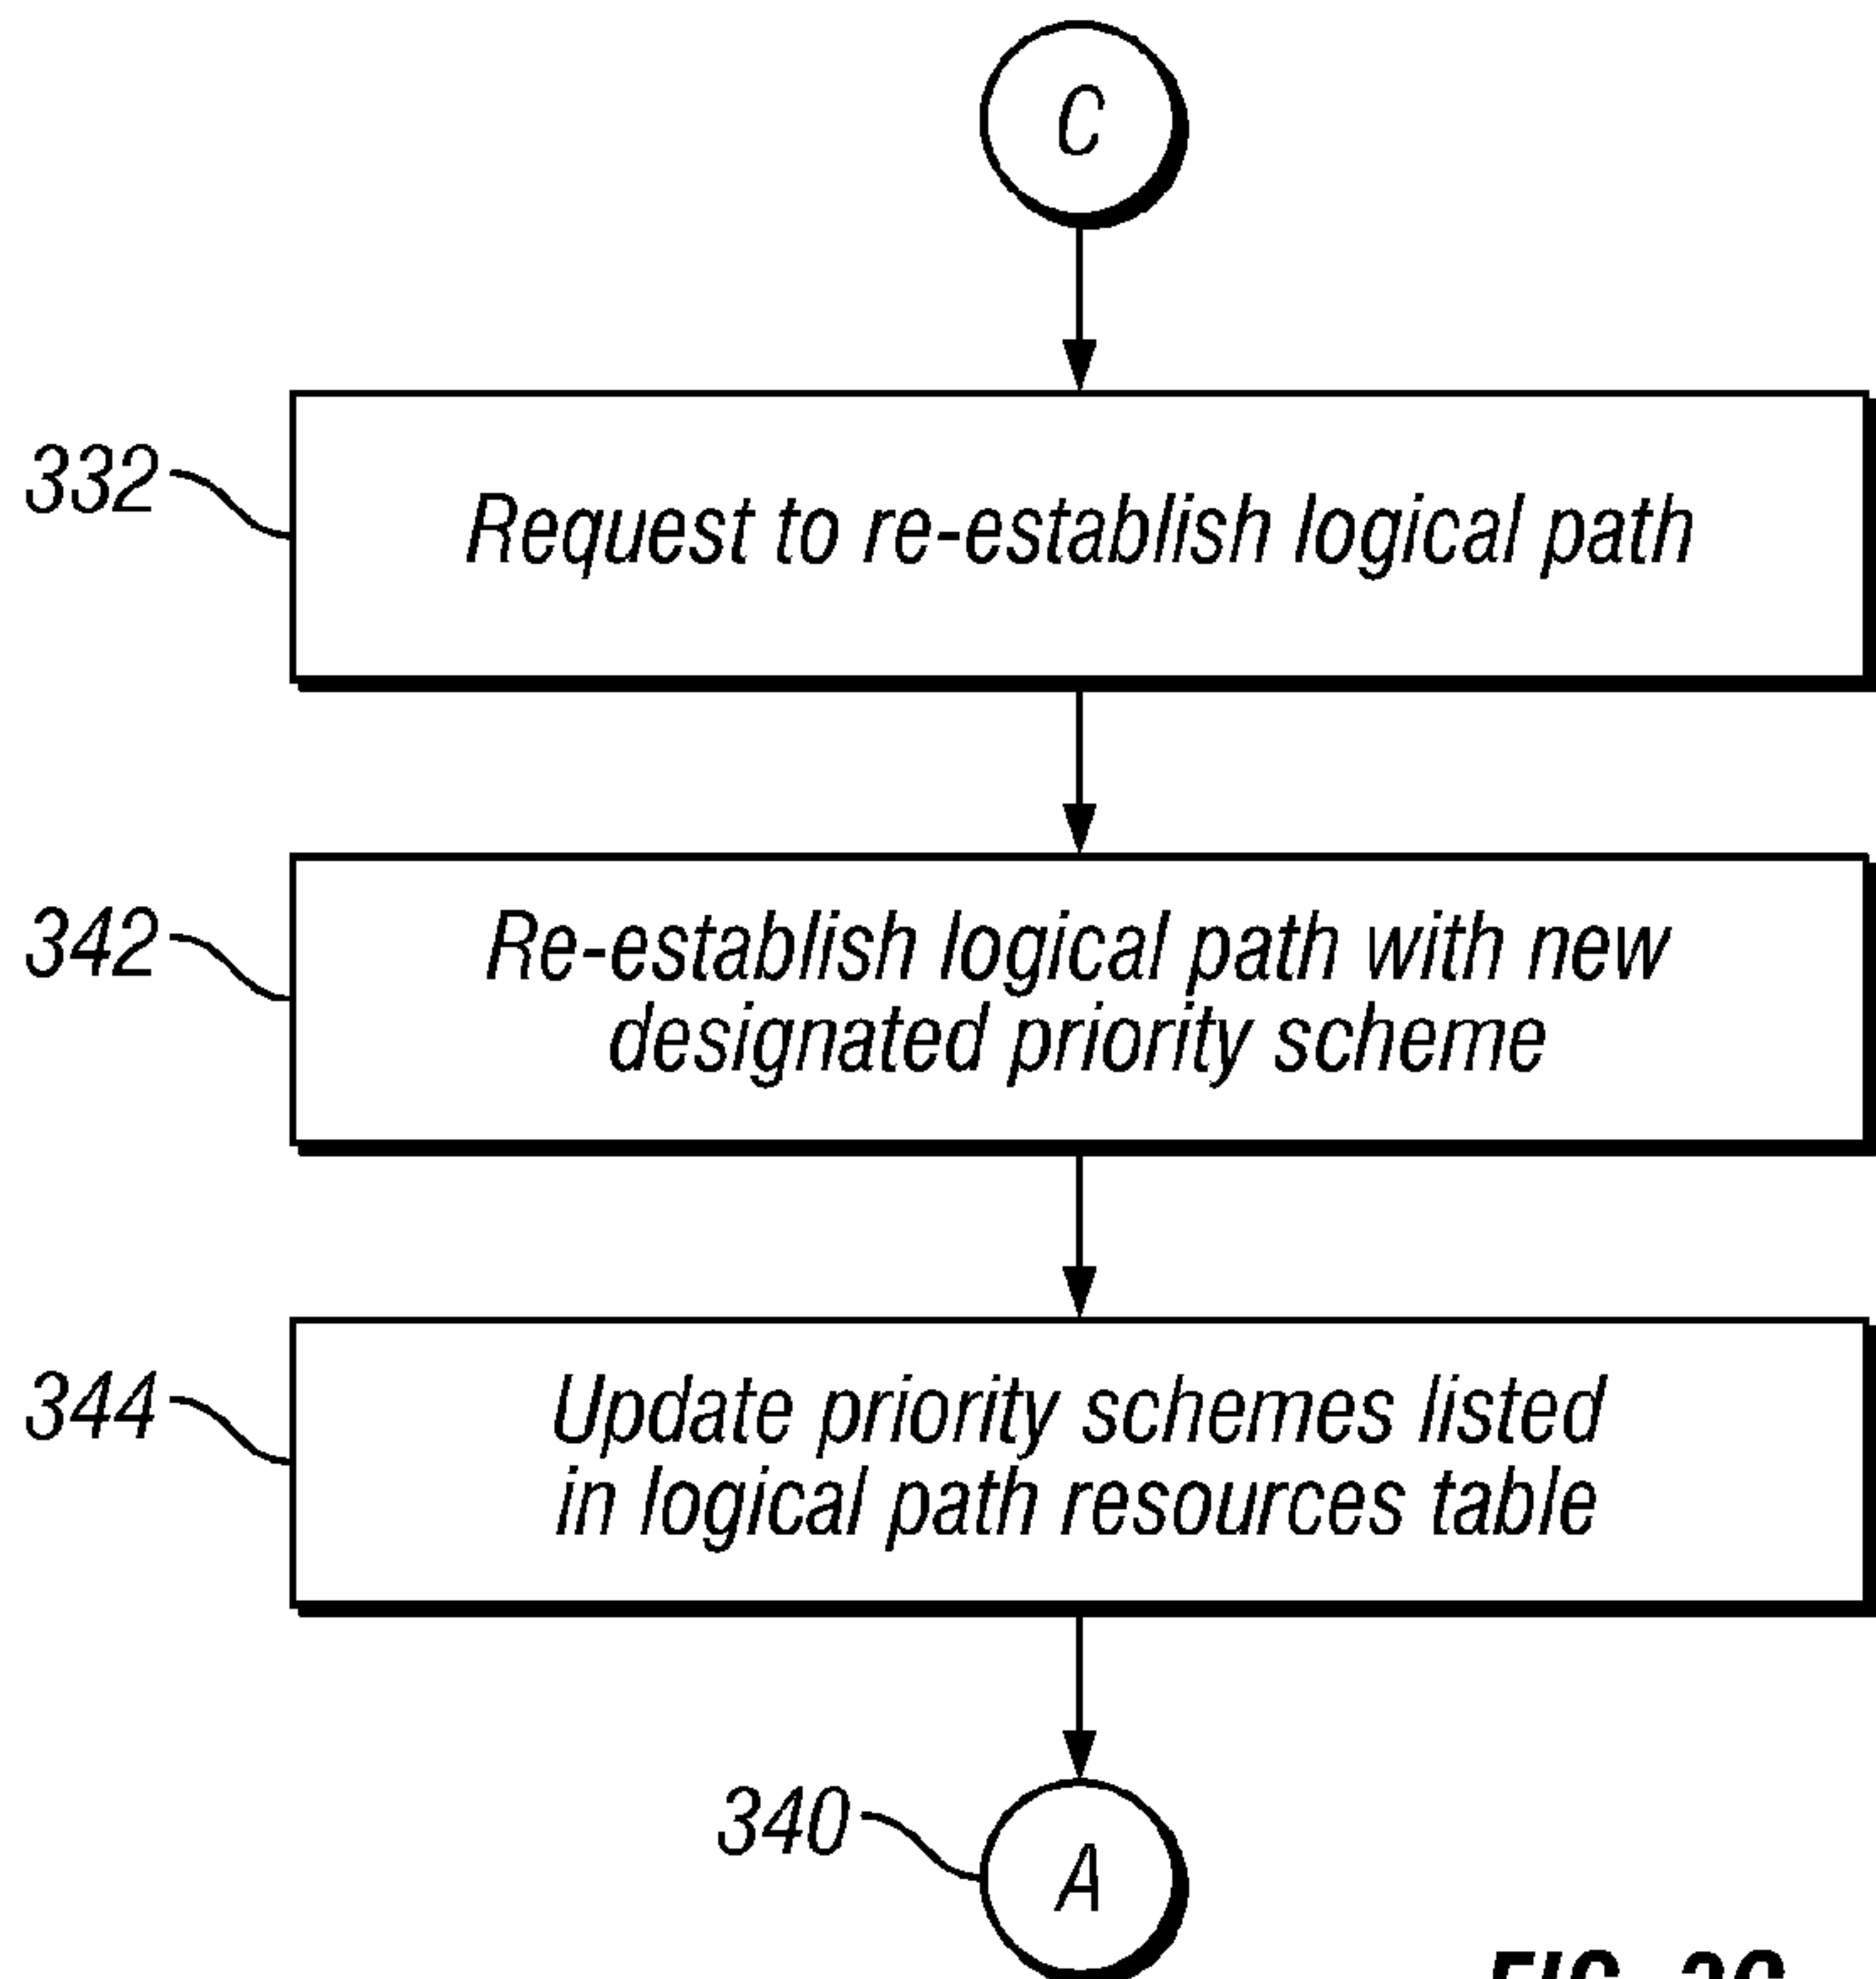 C
332
Request to re-establish logical path
342
Re-establish logical path with new
designated priority scheme
344
Update priority schemes listed
in logical path resources table
340
A
FIG.